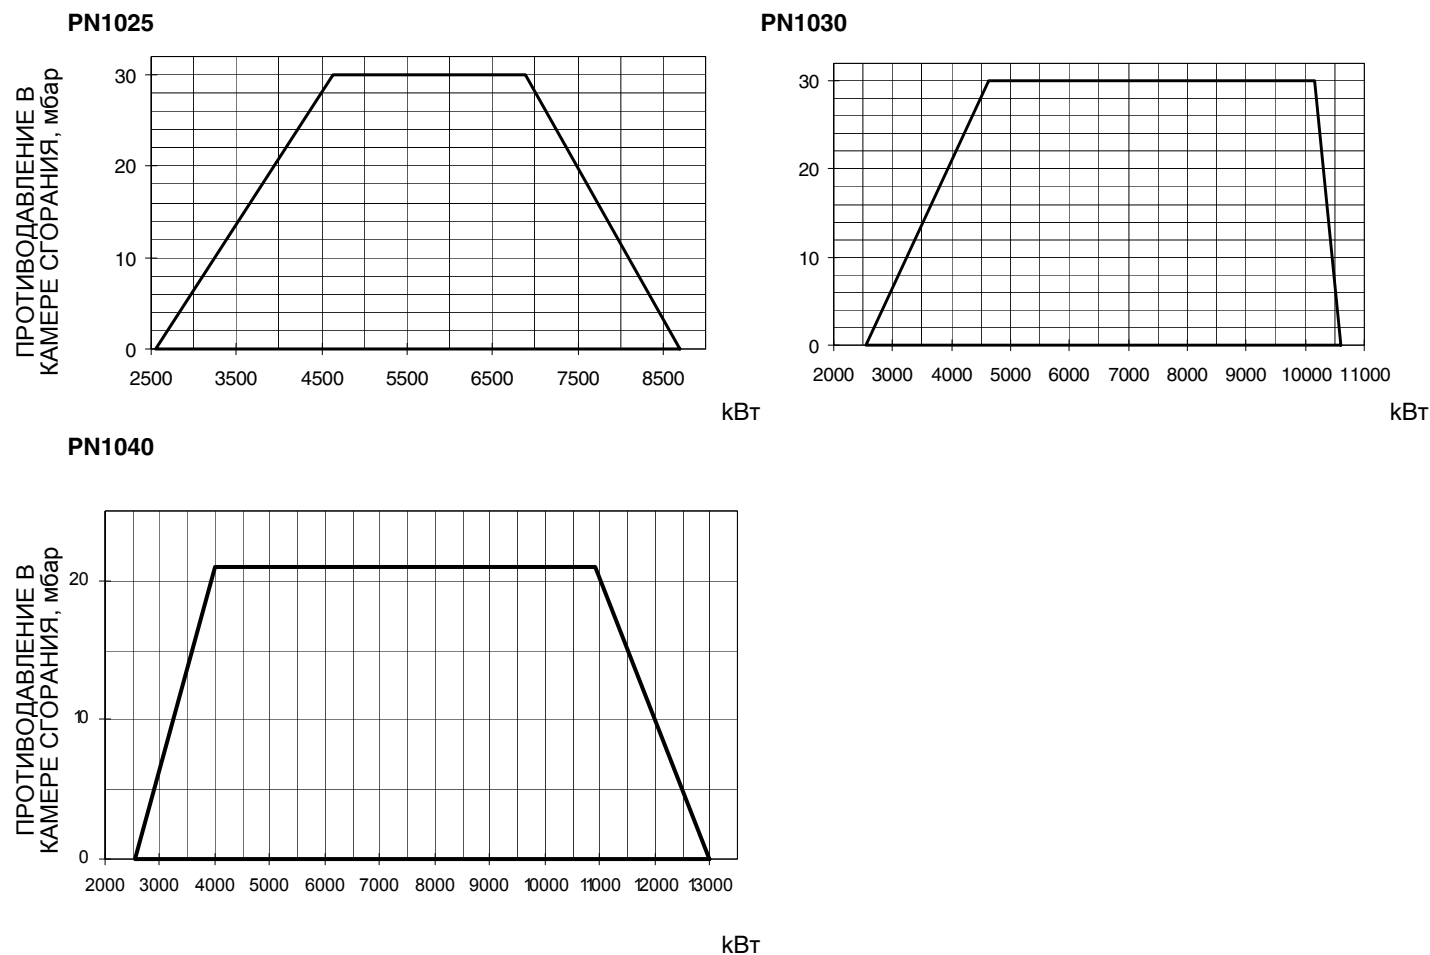 PN1025
PN1030
ПРОТИВОДАВЛЕНИЕ В
КАМЕРЕ СГОРАНИЯ, мбар
30
20
10
0
2500 3500 4500 5500 6500 7500 8500
kВт
30
20
10
0
2000 3000 4000 5000 6000 7000 8000 9000 10000 11000
kВт
PN1040
ПРОТИВОДАВЛЕНИЕ В
КАМЕРЕ СГОРАНИЯ, мбар
20
10
0
2000 3000 4000 5000 6000 7000 8000 9000 10000 11000 12000 13000
kВт